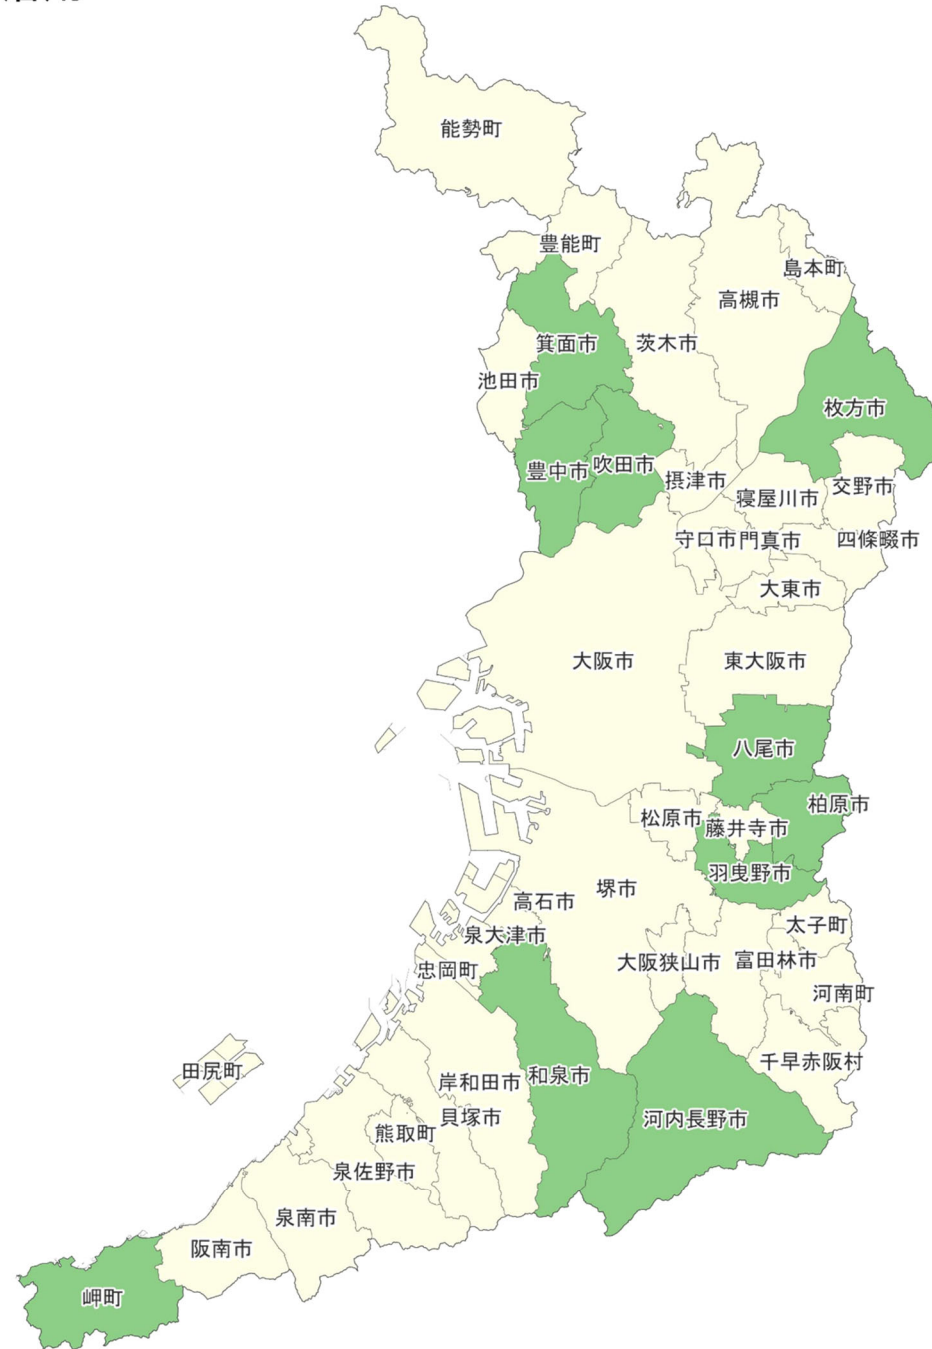 能勢町
豊能町
島本町
高槻市
箕面市
茨木市
池田市
枚方市
豊中市
吹田市
摂津市
寝屋川市
交野市
守口市
門真市
四條畷市
大東市
大阪市
東大阪市
八尾市
柏原市
松原市
藤井寺市
羽曳野市
堺市
高石市
太子町
泉大津市
忠岡町
大阪狭山市
富田林市
河南町
千早赤阪村
田尻町
岸和田市
和泉市
貝塚市
河内長野市
熊取町
泉佐野市
泉南市
阪南市
岬町